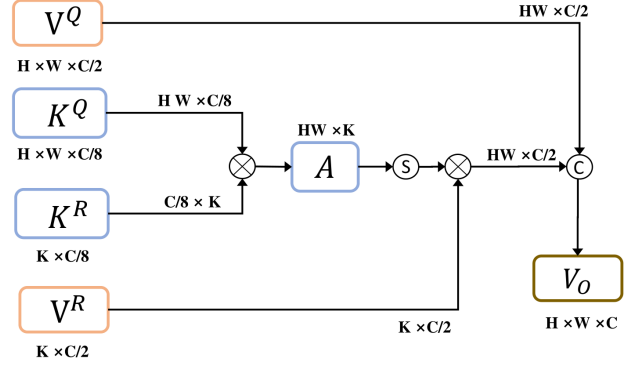 V^Q
HW ×C/2
H ×W ×C/2
K^Q
H W ×C/8
H ×W ×C/8
HW ×K
A
S
HW ×C/2
C
K^R
C/8 × K
K ×C/8
V^R
K ×C/2
K ×C/2
V_O
H ×W ×C